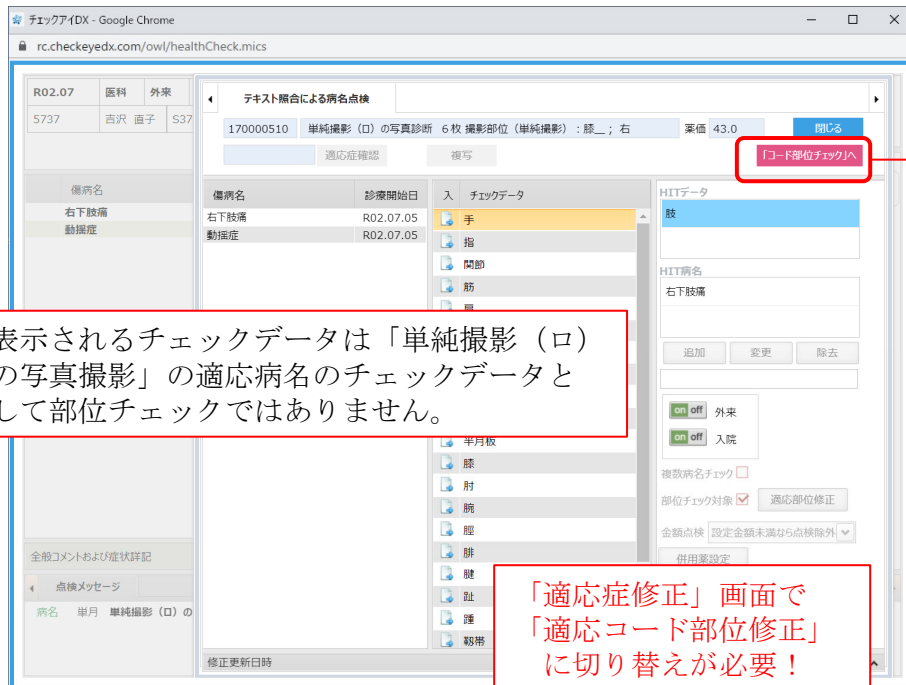 チェックアイDX - Google Chrome
rc.checkeyedx.com/owl/healthCheck.mics
R02.07 医科 外来
5737 吉沢 直子 S37
傷病名
右下肢痛
動揺症
全般コメントおよび症状詳記
点検メッセージ
病名 単月 単純撮影（ロ）の
テキスト照合による病名点検
170000510 単純撮影（ロ）の写真診断 6枚 撮影部位（単純撮影）：膝__； 右 薬価 43.0 閉じる
適応症確認 複写 「コード部位チェック」へ
傷病名 診療開始日
右下肢痛 R02.07.05
動揺症 R02.07.05
入 チェックデータ
手
指
関節
筋
半月板
膝
肘
腕
脛
腓
腱
趾
踵
靱帯
修正更新日時
HITデータ
肢
HIT病名
右下肢痛
追加 変更 除去
on off 外来
on off 入院
複数病名チェック
部位チェック対象 適応部位修正
金額点検 設定金額未満なら点検除外
併用薬設定
表示されるチェックデータは「単純撮影（ロ）
の写真撮影」の適応病名のチェックデータと
して部位チェックではありません。
「適応症修正」画面で
「適応コード部位修正」
に切り替えが必要！